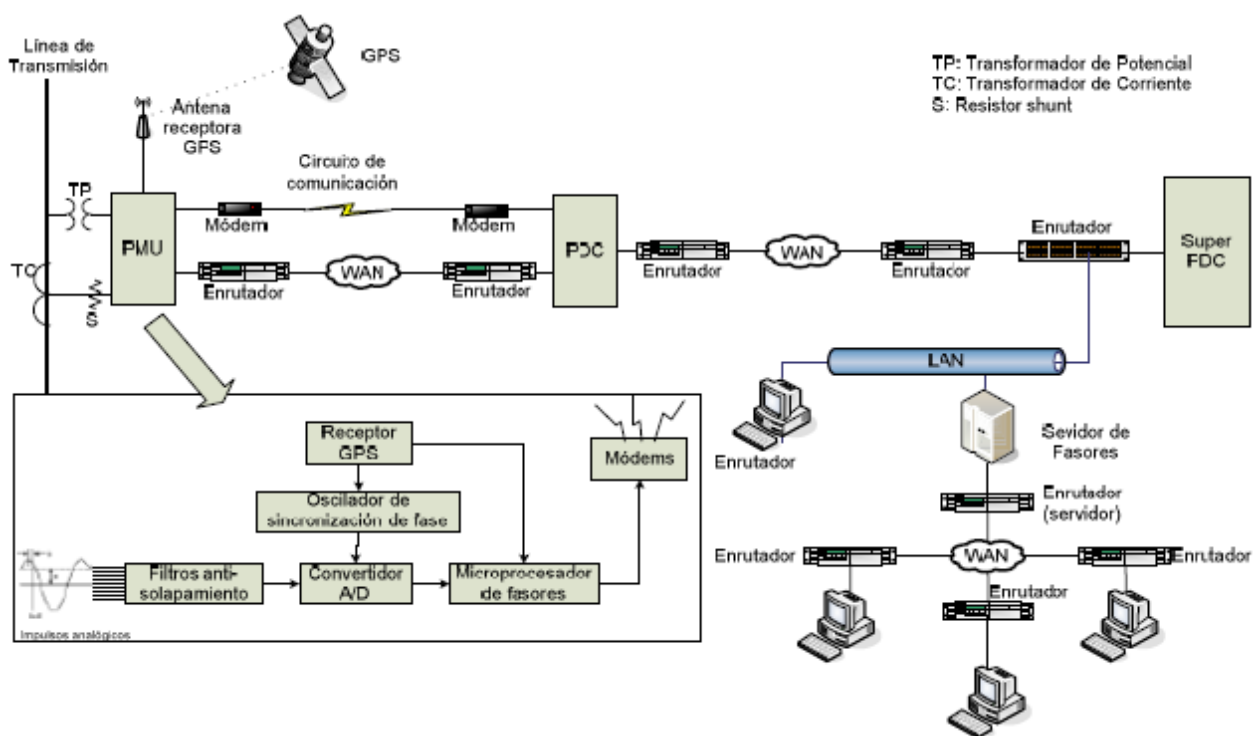 Línea de
Transmisión
GPS
TP: Transformador de Potencial
TC: Transformador de Corriente
S: Resistor shunt
Antena
receptora
GPS
Circuito de
comunicación
TP
PMU
Módem
Módem
PDC
Enrutador
WAN
Enrutador
Enrutador
WAN
Enrutador
Enrutador
Super
PDC
TC
S
LAN
Enrutador
Sevidor de
Fasores
Enrutador
(servidor)
Enrutador
WAN
Enrutador
Enrutador
Receptor
GPS
Módems
Oscilador de
sincronización de fase
Filtros anti-
solapamiento
Convertidor
A/D
Microprocesador
de fasores
Impulsos analógicos